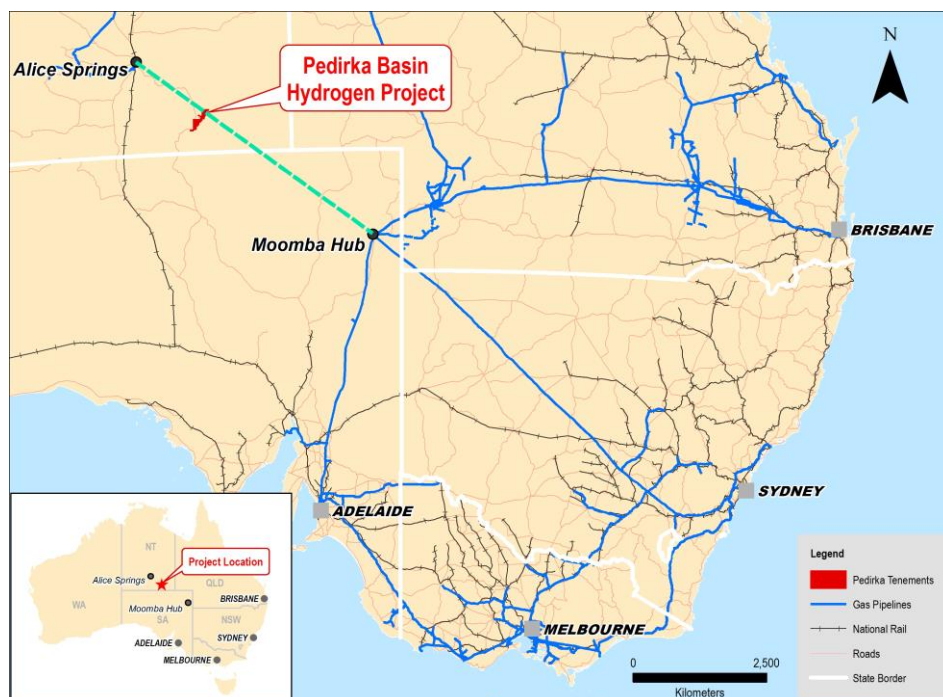 N
Alice Springs
Pedirka Basin
Hydrogen Project
Moomba Hub
BRISBANE
SYDNEY
ADELAIDE
MELBOURNE
Legend
Pedirka Tenements
Gas Pipelines
National Rail
Roads
State Border
0 2,500
Kilometers
NT
Project Location
Alice Springs
QLD
WA
BRISBANE
Moomba Hub
SA
NSW
SYDNEY
ADELAIDE
MELBOURNE